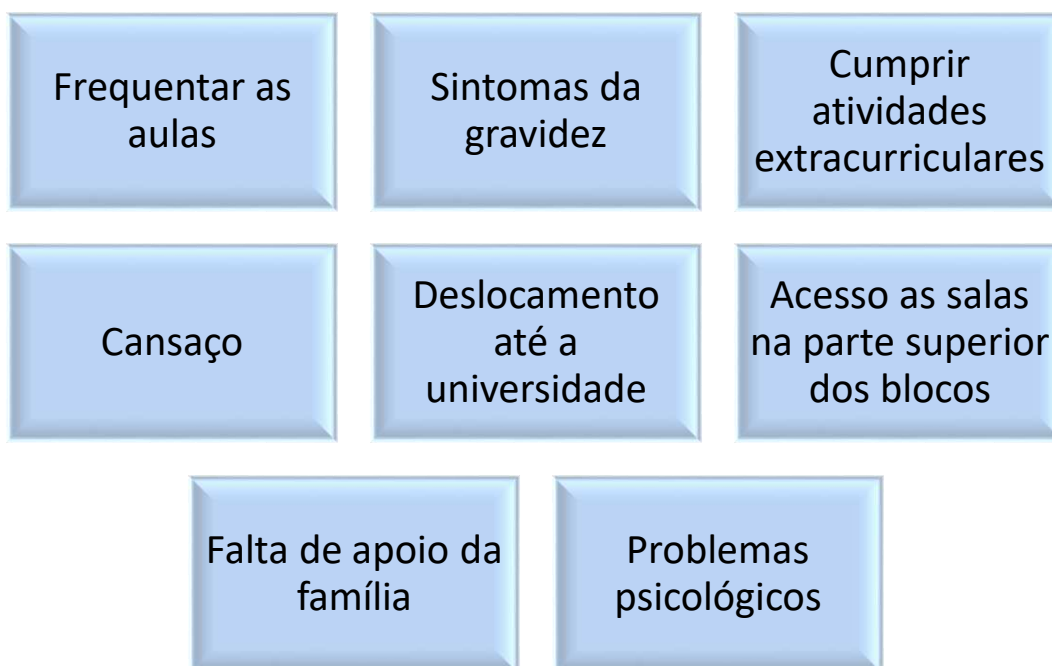 Frequentar as
aulas
Sintomas da
gravidez
Cumprir
atividades
extracurriculares
Cansaço
Deslocamento
até a
universidade
Acesso as salas
na parte superior
dos blocos
Falta de apoio da
família
Problemas
psicológicos